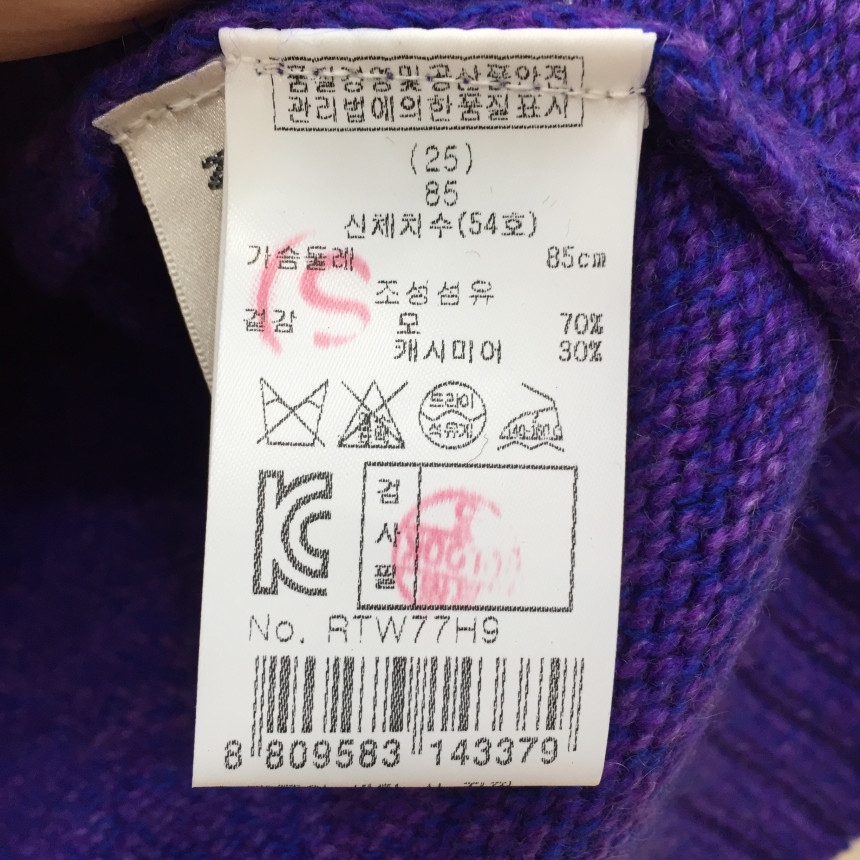 품질경영및공산품안전
관리법에의한품질표시
(25)
85
신체치수(54호)
가슴둘레 85cm
(S
조성섬유
겉감 모 70%
캐시미어 30%
드라이
석유계
KC
검
사
필
No. RTW77H9
8 809583 143379